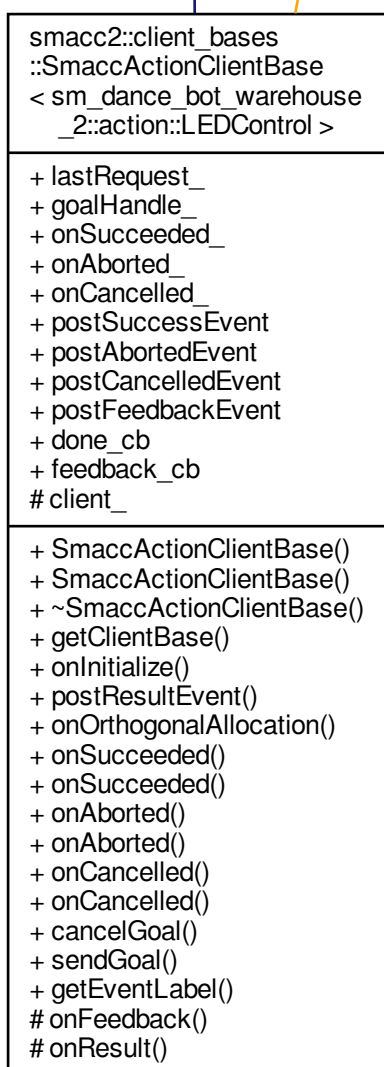 smacc2::client_bases
::SmaccActionClientBase
< sm_dance_bot_warehouse
_2::action::LEDControl >
+ lastRequest_
+ goalHandle_
+ onSucceeded_
+ onAborted_
+ onCancelled_
+ postSuccessEvent
+ postAbortedEvent
+ postCancelledEvent
+ postFeedbackEvent
+ done_cb
+ feedback_cb
# client_
+ SmaccActionClientBase()
+ SmaccActionClientBase()
+ ~SmaccActionClientBase()
+ getClientBase()
+ onInitialize()
+ postResultEvent()
+ onOrthogonalAllocation()
+ onSucceeded()
+ onSucceeded()
+ onAborted()
+ onAborted()
+ onCancelled()
+ onCancelled()
+ cancelGoal()
+ sendGoal()
+ getEventLabel()
# onFeedback()
# onResult()